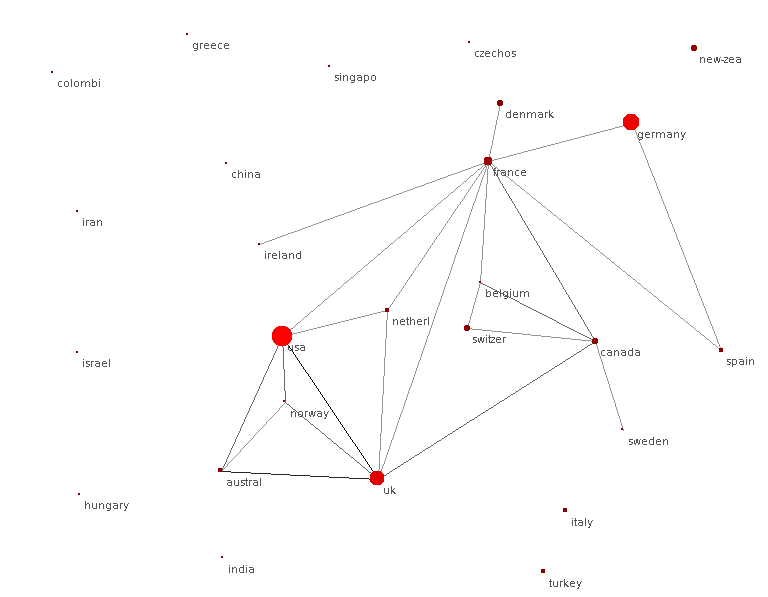 greece
czechos
new-zea
singapo
colombi
denmark
germany
france
china
iran
ireland
belgium
netherl
switzer
usa
canada
spain
israel
norway
sweden
austral
uk
hungary
italy
india
turkey